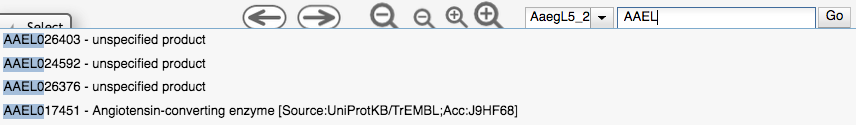 Select
AaegL5_2 AAEL Go
AAEL026403 - unspecified product
AAEL024592 - unspecified product
AAEL026376 - unspecified product
AAEL017451 - Angiotensin-converting enzyme [Source:UniProtKB/TrEMBL;Acc:J9HF68]